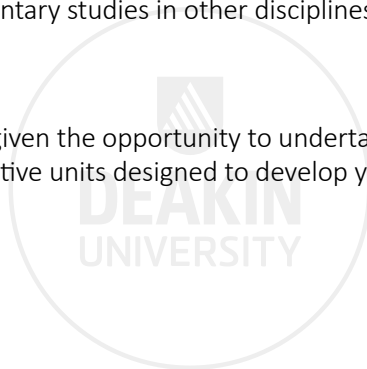 ntary studies in other disciplines
given the opportunity to underta
tive units designed to develop y
DEAKIN
UNIVERSITY